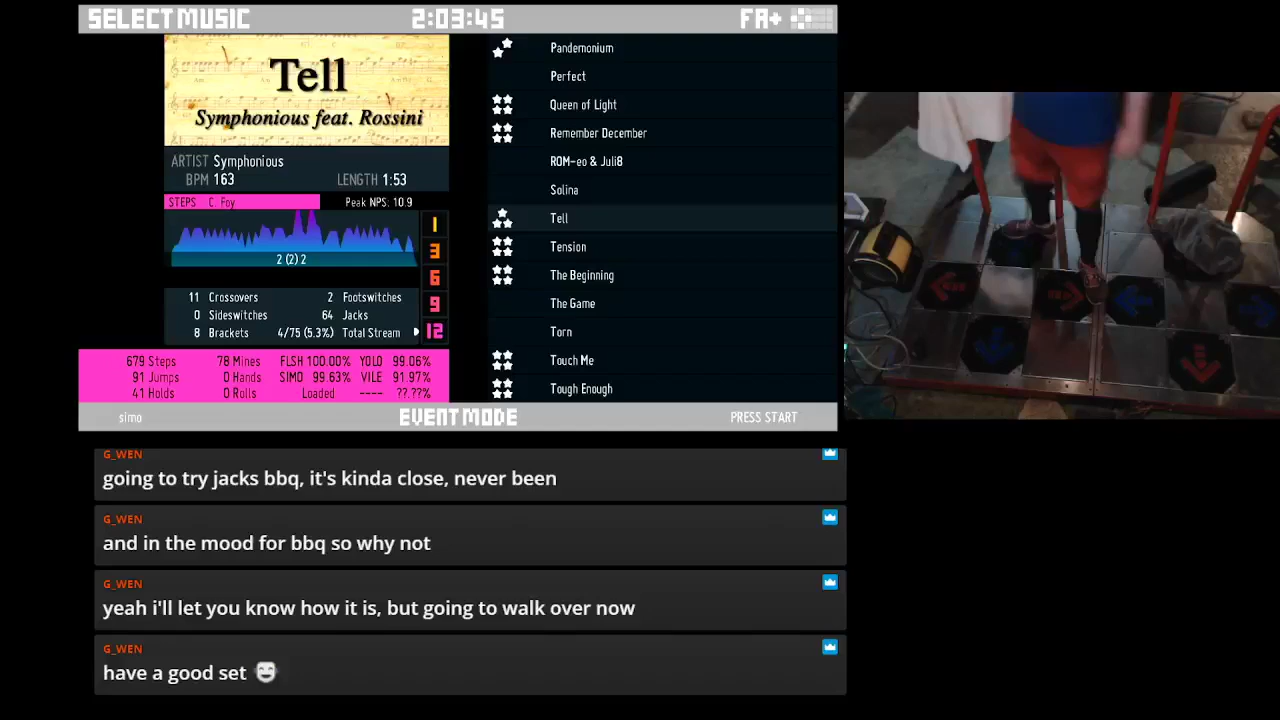 SELECT MUSIC
2:03:45
FA+
Tell
Symphonious feat. Rossini
ARTIST Symphonious
BPM 163
LENGTH 1:53
STEPS C. Foy
Peak NPS: 10.9
2 (2) 2
1
3
6
9
12
11 Crossovers
2 Footswitches
0 Sideswitches
64 Jacks
8 Brackets
4/75 (5.3%) Total Stream
679 Steps
78 Mines
FLSH 100.00%
YOLO 99.06%
91 Jumps
0 Hands
SIMO 99.63%
VILE 91.97%
41 Holds
0 Rolls
Loaded
---- ??.??%
Pandemonium
Perfect
Queen of Light
Remember December
ROM-eo & Juli8
Solina
Tell
Tension
The Beginning
The Game
Torn
Touch Me
Tough Enough
simo
EVENT MODE
PRESS START
G_WEN
going to try jacks bbq, it's kinda close, never been
G_WEN
and in the mood for bbq so why not
G_WEN
yeah i'll let you know how it is, but going to walk over now
G_WEN
have a good set